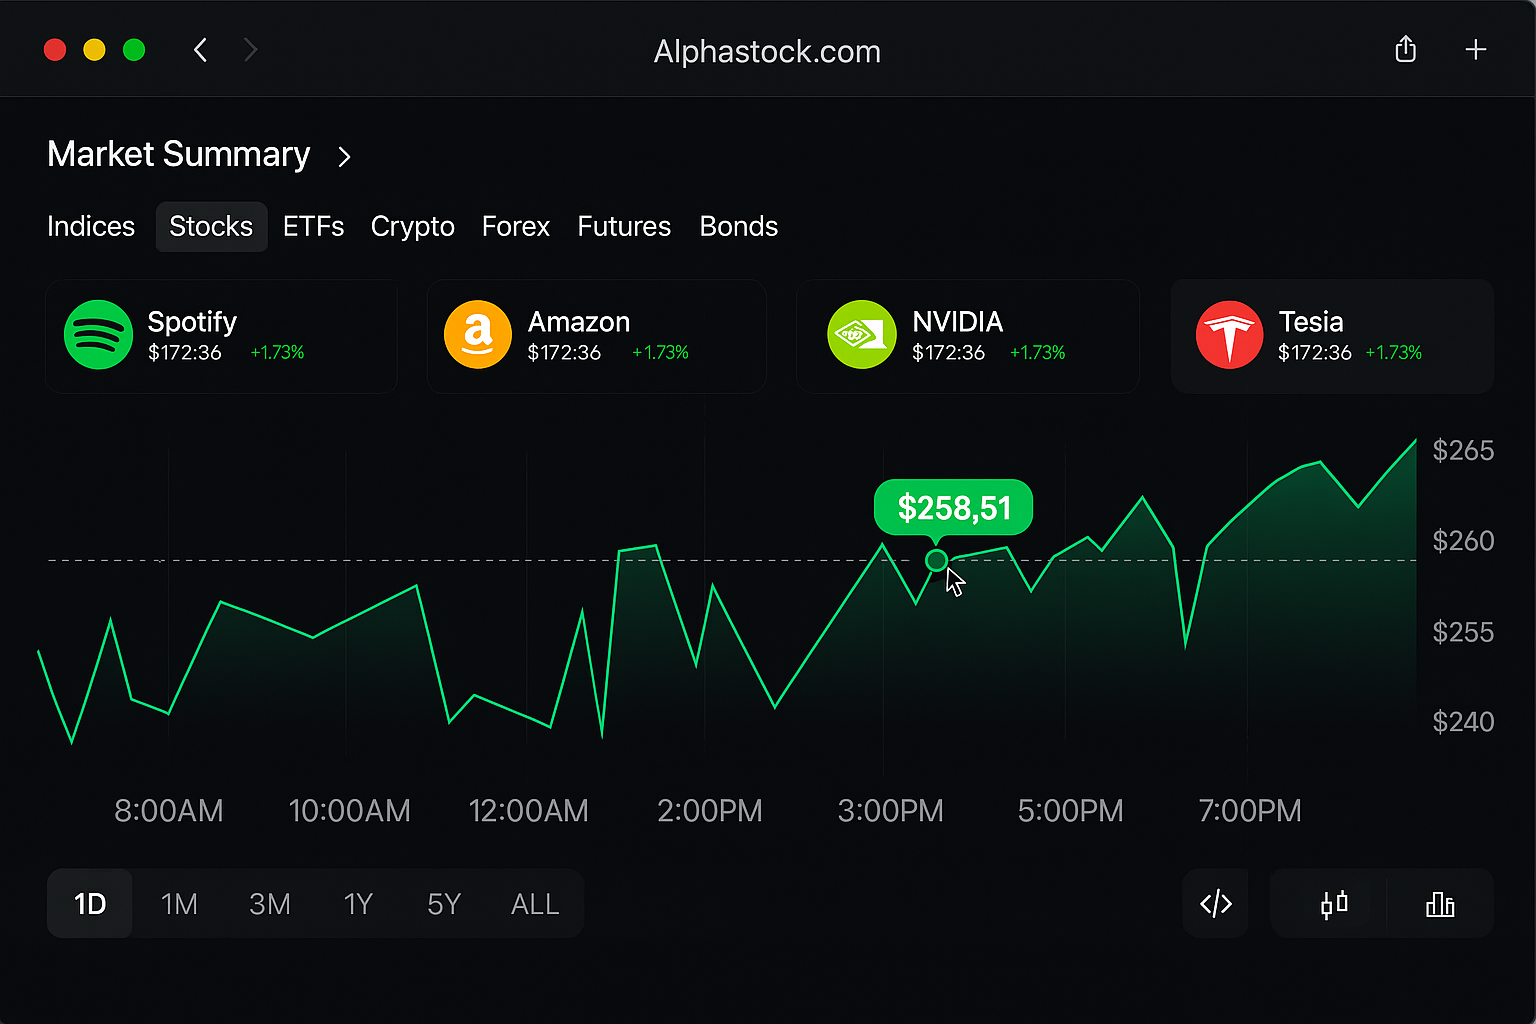 Alphastock.com
Market Summary
Indices Stocks ETFs Crypto Forex Futures Bonds
Spotify
$172:36 +1.73%
a
Amazon
$172:36 +1.73%
NVIDIA
$172:36 +1.73%
Tesia
$172:36 +1.73%
$258,51
$265
$260
$255
$240
8:00AM 10:00AM 12:00AM 2:00PM 3:00PM 5:00PM 7:00PM
1D 1M 3M 1Y 5Y ALL